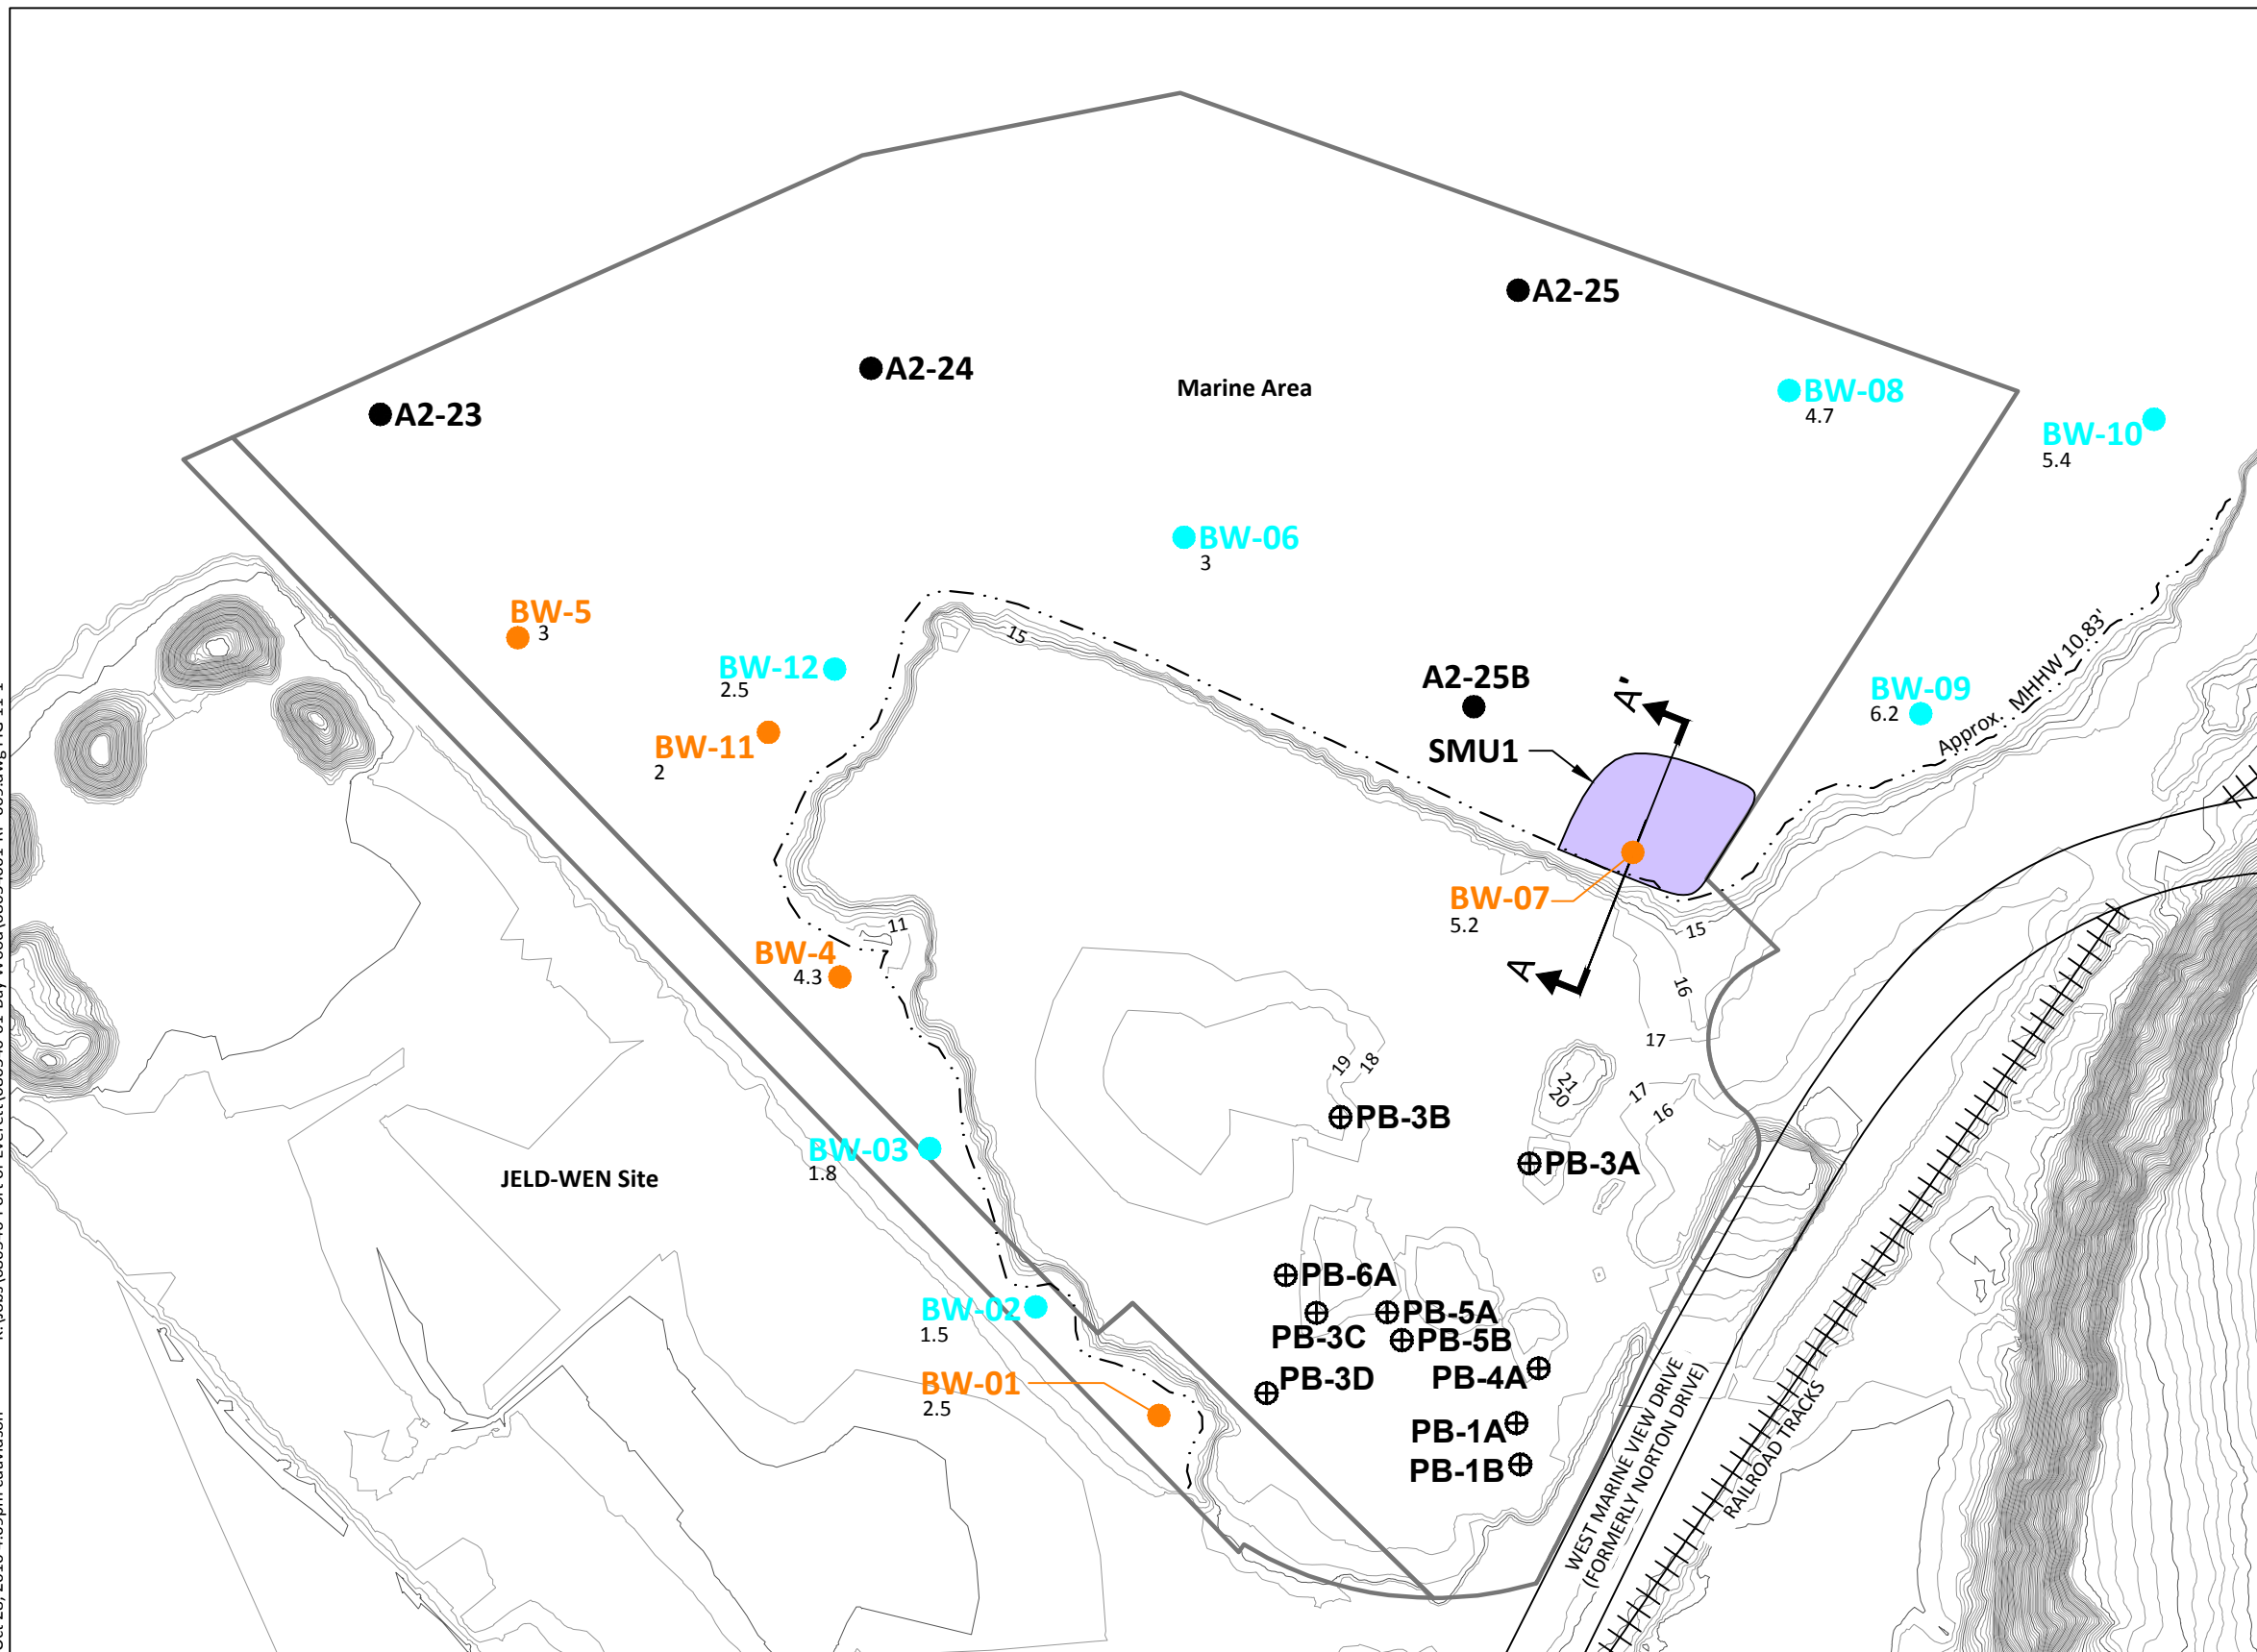 A2-25
A2-24
Marine Area
BW-08
4.7
A2-23
BW-10
5.4
BW-06
3
BW-5
3
15
Approx. MHHW 10.83'
BW-12
2.5
A2-25B
A'
BW-09
6.2
BW-11
2
SMU1
BW-07
5.2
11
15
BW-4
4.3
A
16
17
19
18
21
20
17
16
PB-3B
BW-03
1.8
PB-3A
JELD-WEN Site
PB-6A
BW-02
1.5
PB-5A
PB-3C
PB-5B
BW-01
2.5
PB-3D
PB-4A
PB-1A
PB-1B
WEST MARINE VIEW DRIVE
(FORMERLY NORTON DRIVE)
RAILROAD TRACKS